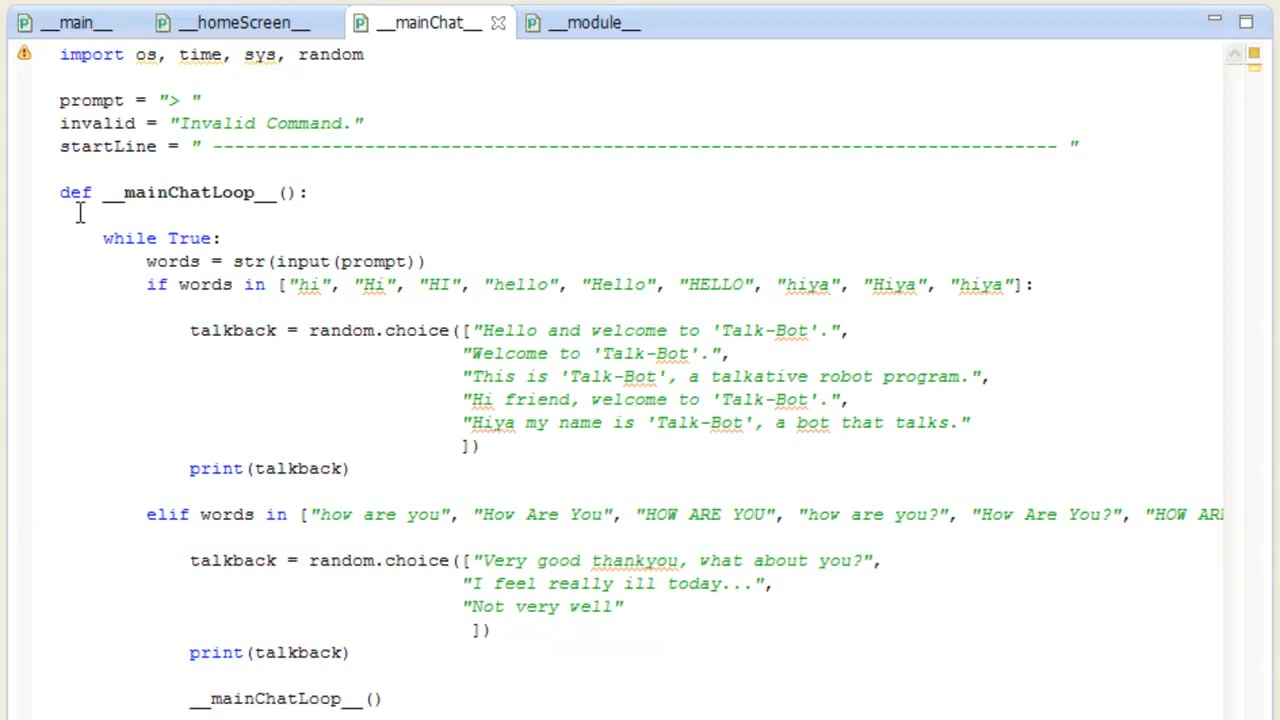 __main__ __homeScreen__ __mainChat__ __module__
import os, time, sys, random
prompt = "> "
invalid = "Invalid Command."
startLine = " ------------------------------------------------------------------------------ "
def __mainChatLoop__():
while True:
words = str(input(prompt))
if words in ["hi", "Hi", "HI", "hello", "Hello", "HELLO", "hiya", "Hiya", "hiya"]:
talkback = random.choice(["Hello and welcome to 'Talk-Bot'.",
"Welcome to 'Talk-Bot'.",
"This is 'Talk-Bot', a talkative robot program.",
"Hi friend, welcome to 'Talk-Bot'.",
"Hiya my name is 'Talk-Bot', a bot that talks."
])
print(talkback)
elif words in ["how are you", "How Are You", "HOW ARE YOU", "how are you?", "How Are You?", "HOW ARE
talkback = random.choice(["Very good thankyou, what about you?",
"I feel really ill today...",
"Not very well"
])
print(talkback)
__mainChatLoop__()